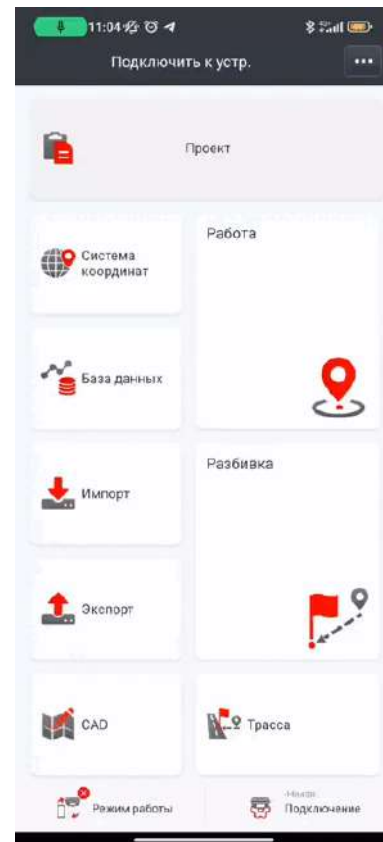 11:04
Подключить к устр.
Проект
Система
координат
Работа
База данных
Импорт
Разбивка
Экспорт
CAD
Трасса
Режим работы
Подключение